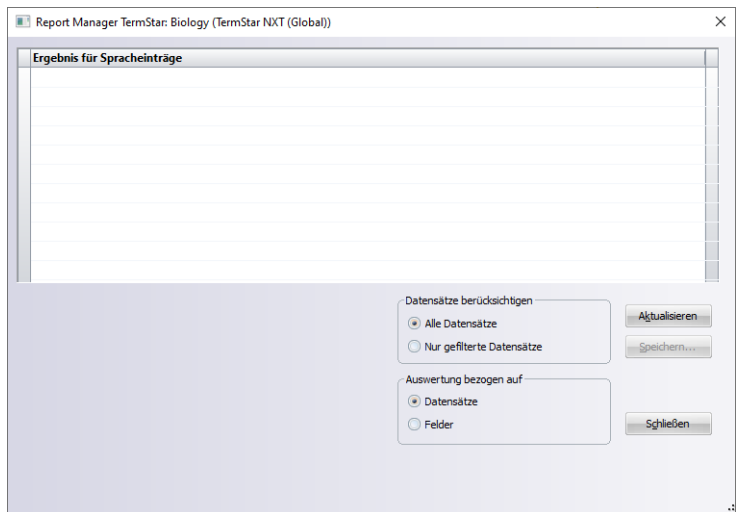 Report Manager TermStar: Biology (TermStar NXT (Global))
Ergebnis für Spracheinträge
Datensätze berücksichtigen
Alle Datensätze
Nur gefilterte Datensätze
Aktualisieren
Speichern...
Auswertung bezogen auf
Datensätze
Felder
Schließen